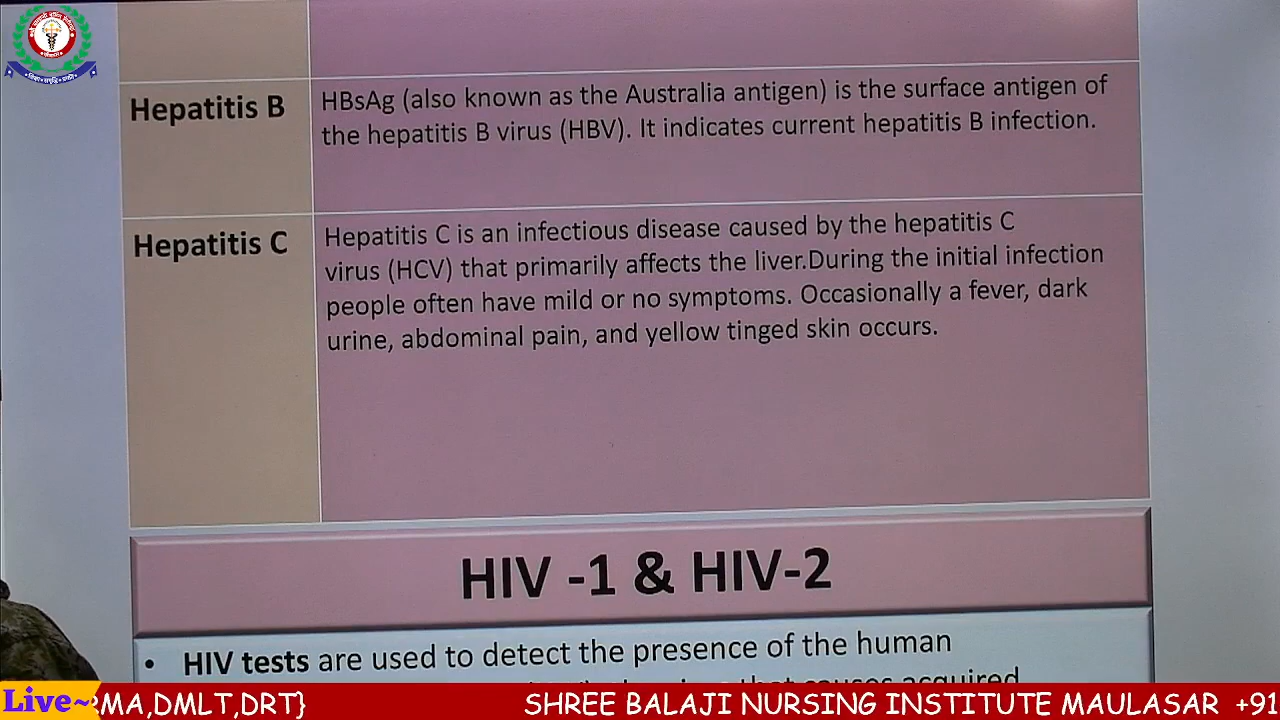 Hepatitis B
HBsAg (also known as the Australia antigen) is the surface antigen of
the hepatitis B virus (HBV). It indicates current hepatitis B infection.
Hepatitis C
Hepatitis C is an infectious disease caused by the hepatitis C
virus (HCV) that primarily affects the liver.During the initial infection
people often have mild or no symptoms. Occasionally a fever, dark
urine, abdominal pain, and yellow tinged skin occurs.
HIV -1 & HIV-2
• HIV tests are used to detect the presence of the human
that causes acquired
Live~ RMA,DMLT,DRT} SHREE BALAJI NURSING INSTITUTE MAULASAR +91